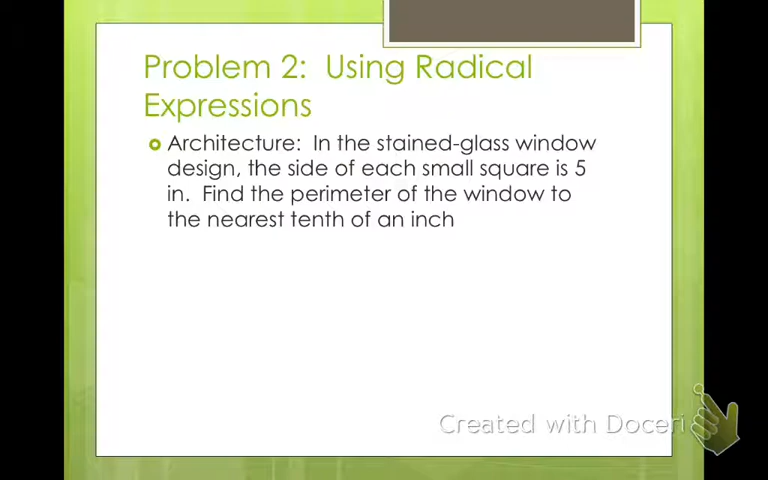 Problem 2:  Using Radical
Expressions
Architecture:  In the stained-glass window
design, the side of each small square is 5
in.  Find the perimeter of the window to
the nearest tenth of an inch
Created with Doceri